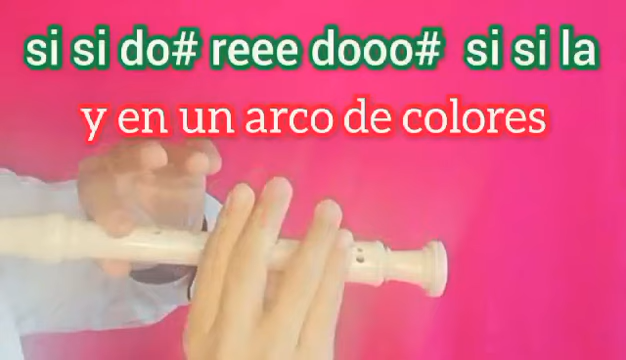 si si do# reee dooo# si si la
y en un arco de colores